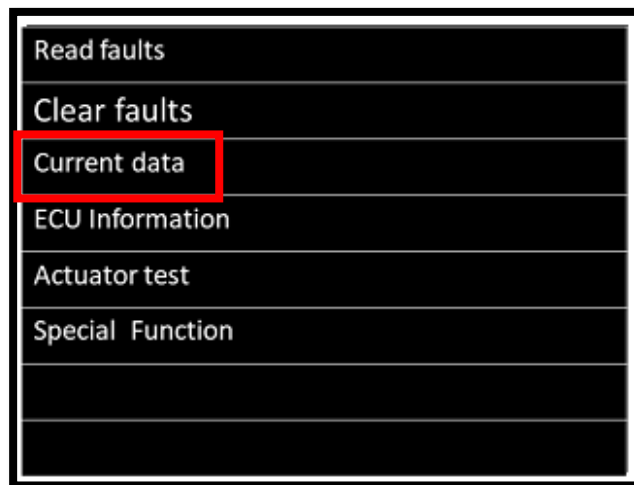 Read faults
Clear faults
Current data
ECU Information
Actuator test
Special Function